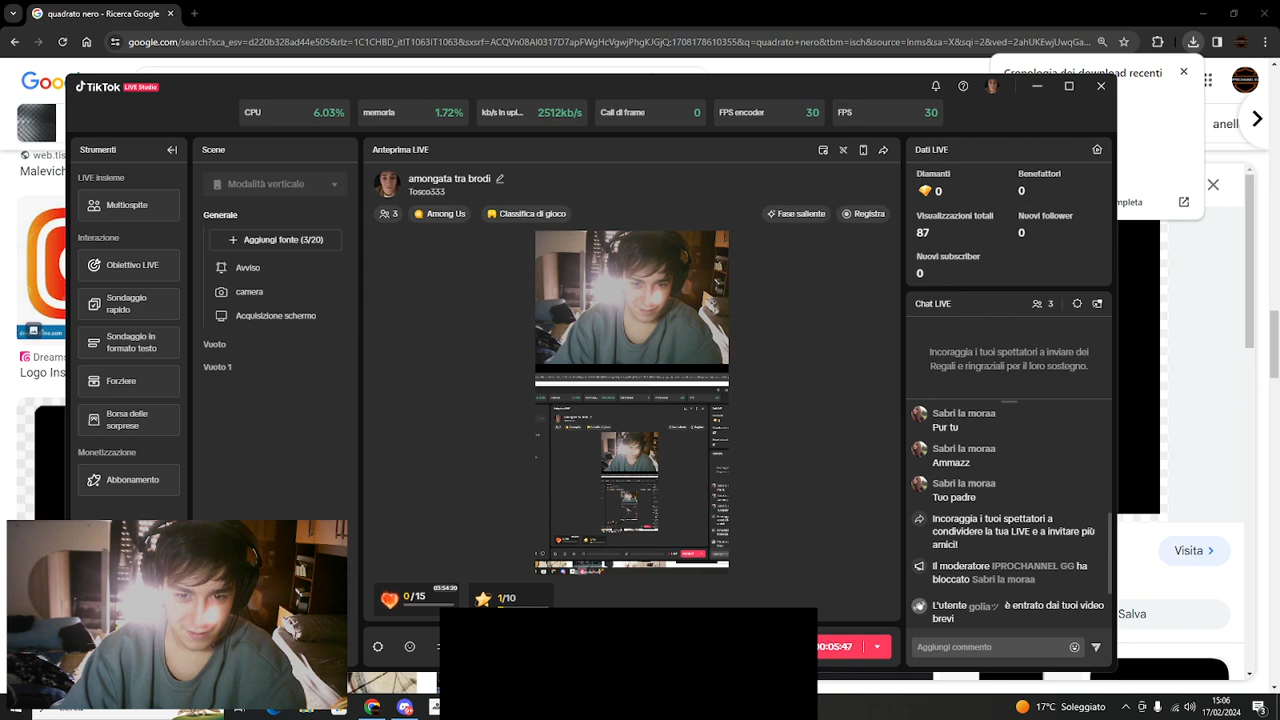 quadrato nero - Ricerca Google
google.com/search?sca_esv=d220b328ad44e505&rlz=1C1CHBD_itIT1063IT1063&sxsrf=ACQVn08AI0317D7apFWgHcVgwjPhgKJGjQ:1708178610355&q=quadrato+nero&tbm=isch&source=lnms&sa=X&sqi=2&ved=2ahUKEwjUwqGa...
Cronologia dei download recenti
TikTok LIVE Studio
CPU 6.03%
memoria 1.72%
kb/s in upl... 2512kb/s
Cali di frame 0
FPS encoder 30
FPS 30
anello
web.tis
Malevich
Strumenti
LIVE insieme
Multiospite
Interazione
Obiettivo LIVE
Sondaggio
rapido
Sondaggio in
formato testo
Forziere
Borsa delle
sorprese
Monetizzazione
Abbonamento
Dreams
Logo Ins
Scene
Modalità verticale
Generale
Aggiungi fonte (3/20)
Avviso
camera
Acquisizione schermo
Vuoto
Vuoto 1
Anteprima LIVE
amongata tra brodi
Tosco333
3
Among Us
Classifica di gioco
Fase saliente
Registra
0/15
03:54:20
1/10
00:05:47
Dati LIVE
Diamanti
0
Benefattori
0
Visualizzazioni totali
87
Nuovi follower
0
Nuovi subscriber
0
Chat LIVE
3
Incoraggia i tuoi spettatori a inviare dei
Regali e ringraziali per il loro sostegno.
Sabri la moraa
Pur tu
Sabri la moraa
Ammazz
Sabri la moraa
Tuo padre
Incoraggia i tuoi spettatori a
condividere la tua LIVE e a invitare più
amici!
Il moderatore IPROCHANNEL GG ha
bloccato Sabri la moraa
L'utente goliaッ è entrato dai tuoi video
brevi
Aggiungi commento
mpleta
Visita
Salva
17°C Soleggiato
15:06
17/02/2024